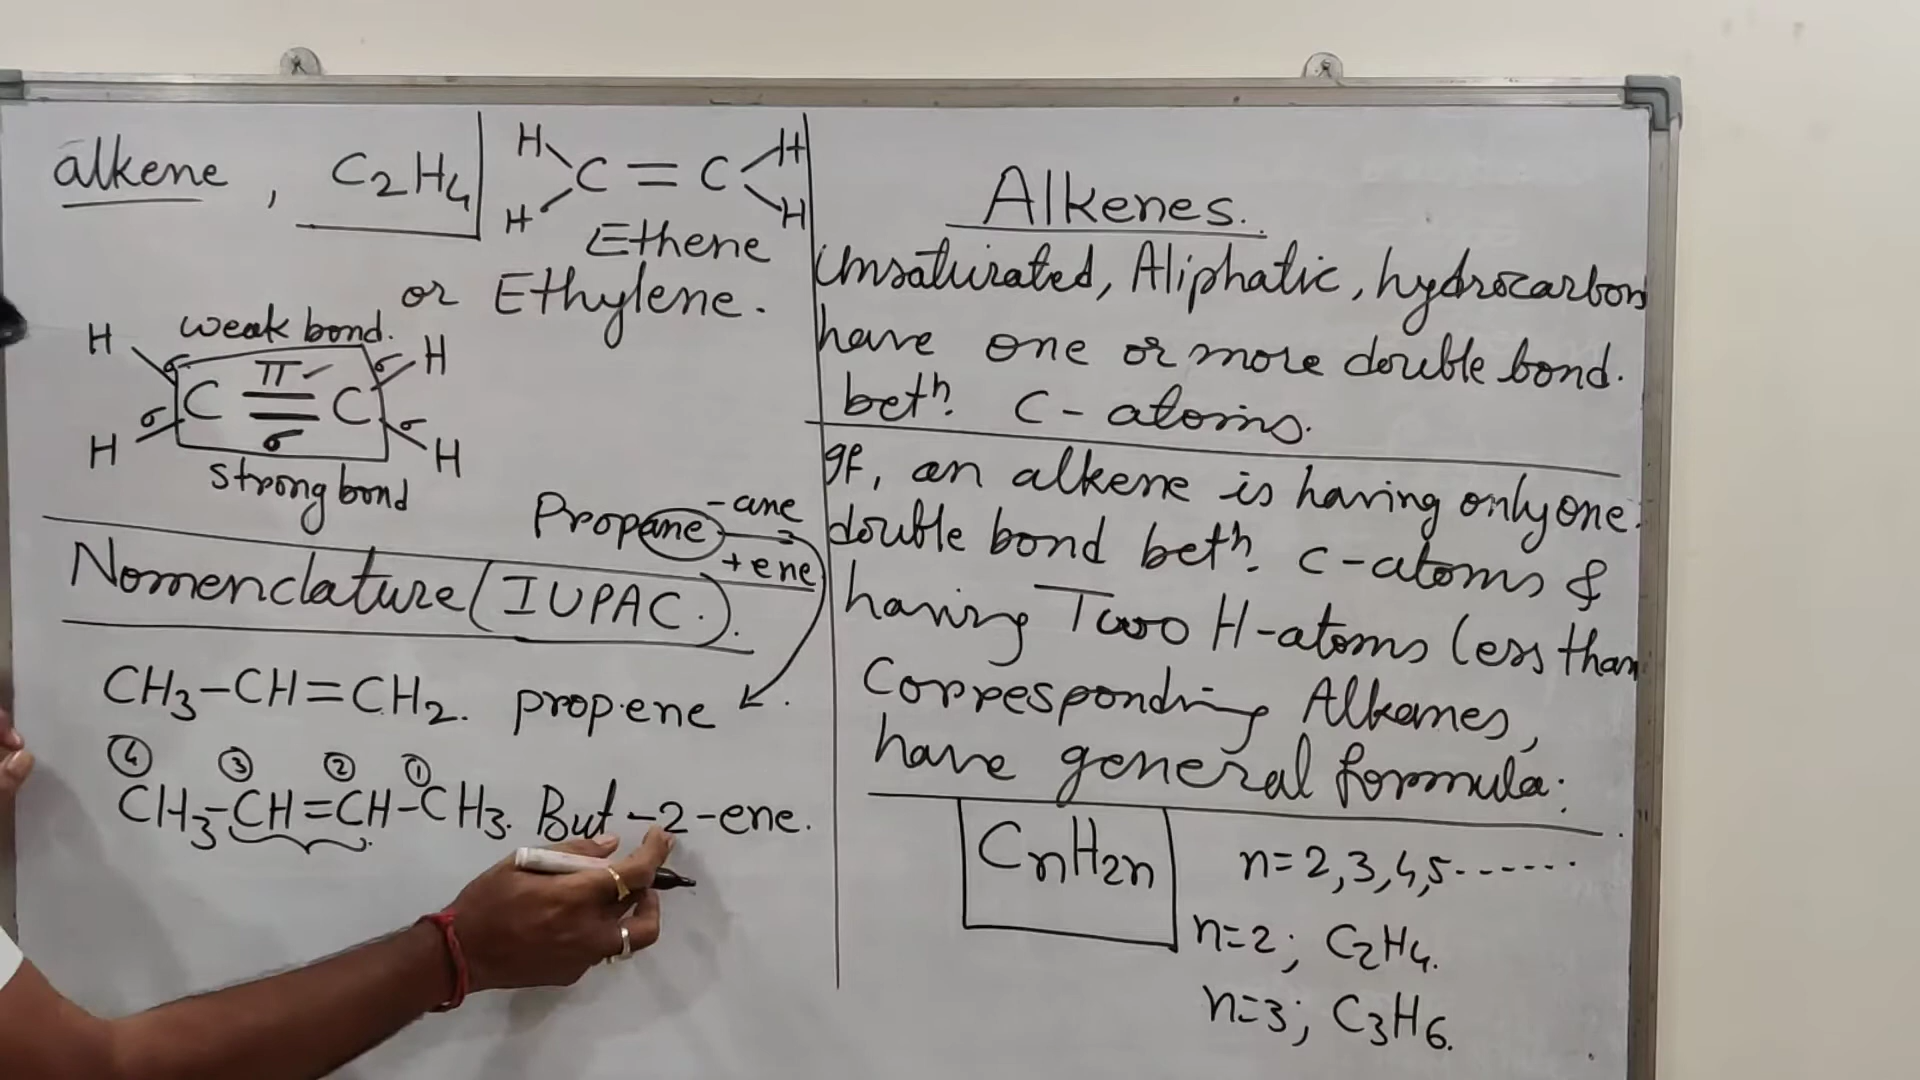 alkene, C2H4
H H
C = C
H H
Ethene
or Ethylene.
weak bond.
H H
σ π σ
C = C
σ σ σ
H H
strong bond
Propane -ane
+ene
Nomenclature (IUPAC.).
CH3-CH=CH2. propene
④ ③ ② ①
CH3-CH=CH-CH3. But-2-ene.
Alkenes.
Unsaturated, Aliphatic, hydrocarbon
have one or more double bond.
betn. C-atoms.
If, an alkene is having only one
double bond betn. C-atoms &
having Two H-atoms less than
Corresponding Alkanes,
have general formula:
CnH2n n=2,3,4,5------
n=2; C2H4.
n=3; C3H6.